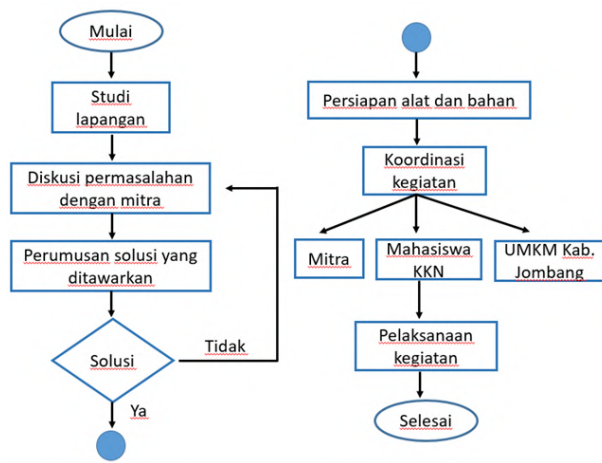 Mulai
Studi
lapangan
Diskusi permasalahan
dengan mitra
Perumusan solusi yang
ditawarkan
Solusi
Tidak
Ya
Persiapan alat dan bahan
Koordinasi
kegiatan
Mitra
Mahasiswa
KKN
UMKM Kab.
Jombang
Pelaksanaan
kegiatan
Selesai